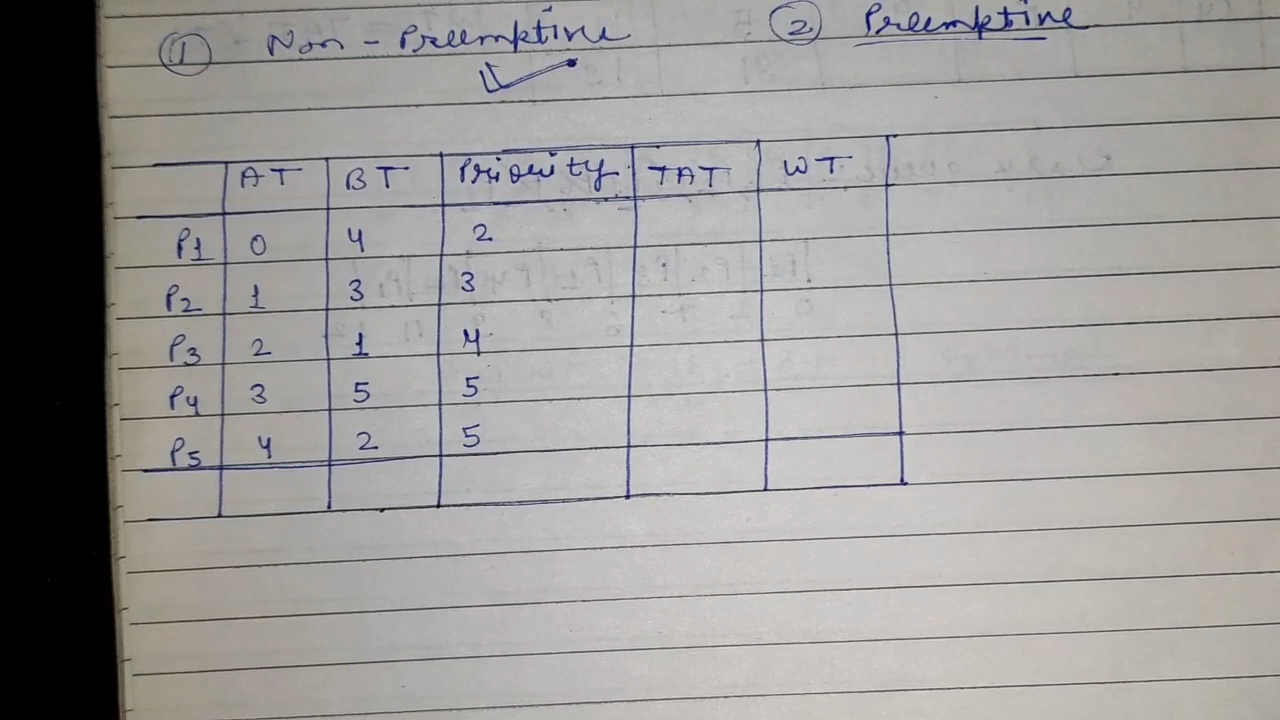 ① Non-Preemptive ② Preemptive
AT BT Priority TAT WT
P1 0 4 2
P2 1 3 3
P3 2 1 4
P4 3 5 5
P5 4 2 5